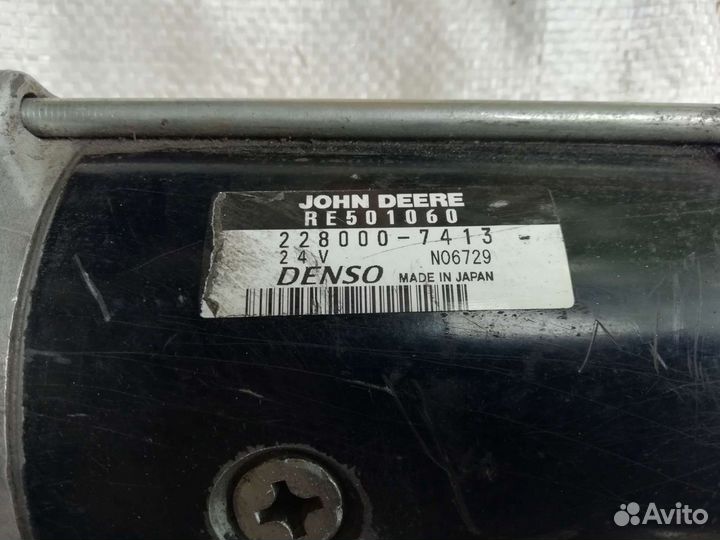 JOHN DEERE
RE501060
228000-7413 -
24V N06729
DENSO MADE IN JAPAN
Avito